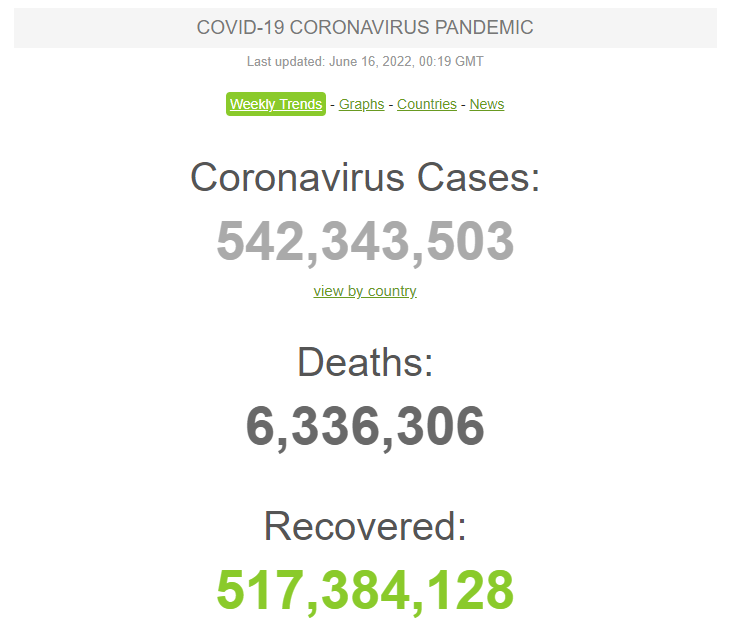 COVID-19 CORONAVIRUS PANDEMIC
Last updated: June 16, 2022, 00:19 GMT
Weekly Trends - Graphs - Countries - News
Coronavirus Cases:
542,343,503
view by country
Deaths:
6,336,306
Recovered:
517,384,128